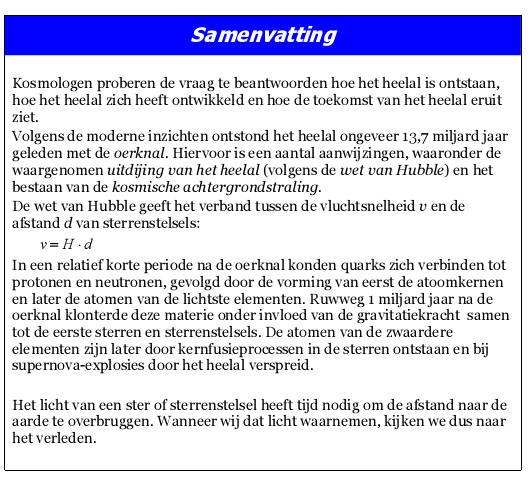 Samenvatting
Kosmologen proberen de vraag te beantwoorden hoe het heelal is ontstaan,
hoe het heelal zich heeft ontwikkeld en hoe de toekomst van het heelal eruit
ziet.
Volgens de moderne inzichten ontstond het heelal ongeveer 13,7 miljard jaar
geleden met de oerknal. Hiervoor is een aantal aanwijzingen, waaronder de
waargenomen uitdijing van het heelal (volgens de wet van Hubble) en het
bestaan van de kosmische achtergrondstraling.
De wet van Hubble geeft het verband tussen de vluchtsnelheid v en de
afstand d van sterrenstelsels:
v = H · d
In een relatief korte periode na de oerknal konden quarks zich verbinden tot
protonen en neutronen, gevolgd door de vorming van eerst de atoomkernen
en later de atomen van de lichtste elementen. Ruwweg 1 miljard jaar na de
oerknal klonterde deze materie onder invloed van de gravitatiekracht samen
tot de eerste sterren en sterrenstelsels. De atomen van de zwaardere
elementen zijn later door kernfusieprocessen in de sterren ontstaan en bij
supernova-explosies door het heelal verspreid.
Het licht van een ster of sterrenstelsel heeft tijd nodig om de afstand naar de
aarde te overbruggen. Wanneer wij dat licht waarnemen, kijken we dus naar
het verleden.